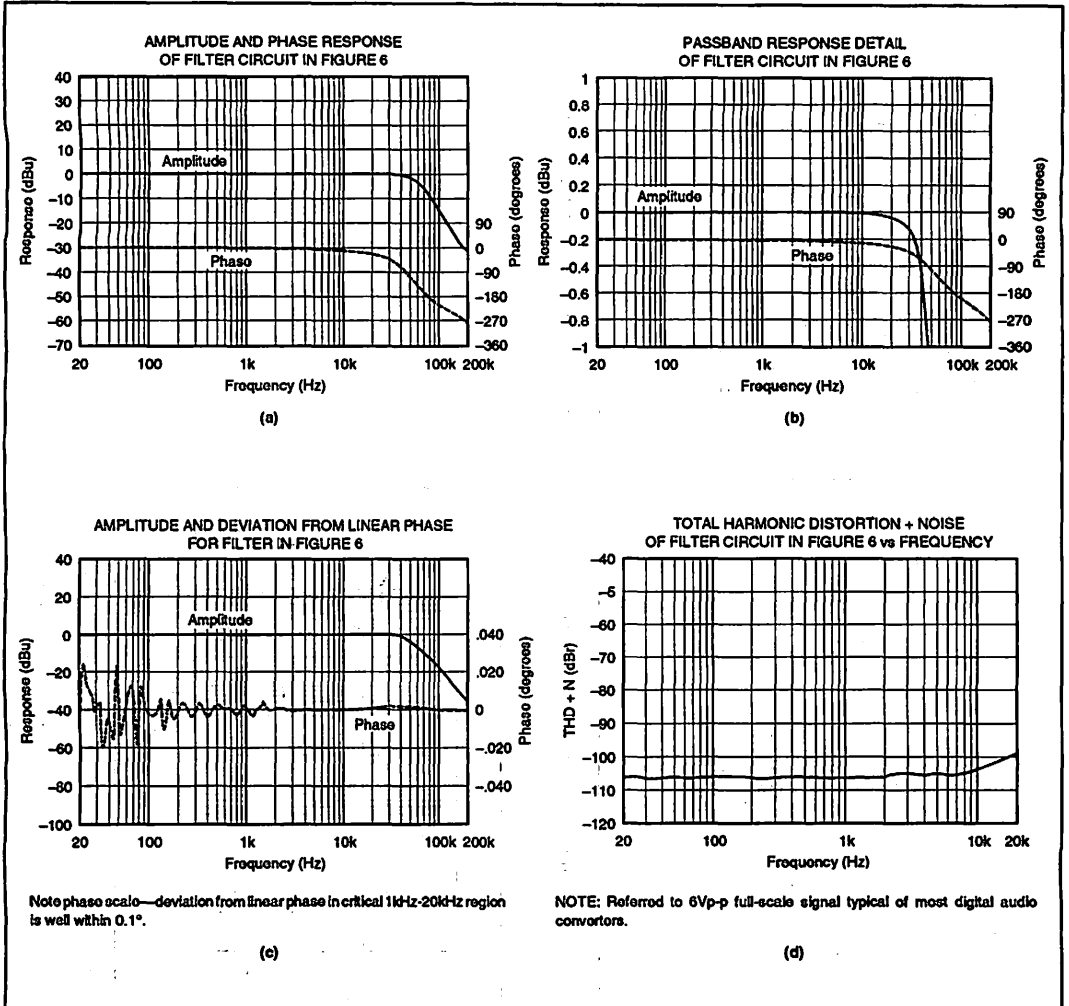 AMPLITUDE AND PHASE RESPONSE
OF FILTER CIRCUIT IN FIGURE 6
40
30
20
10
0
-10
-20
-30
-40
-50
-60
-70
Response (dBu)
Amplitude
Phase
90
0
-90
-180
-270
-360
Phase (degrees)
20 100 1k 10k 100k 200k
Frequency (Hz)
(a)
PASSBAND RESPONSE DETAIL
OF FILTER CIRCUIT IN FIGURE 6
1
0.8
0.6
0.4
0.2
0
-0.2
-0.4
-0.6
-0.8
-1
Response (dBu)
Amplitude
Phase
90
0
-90
-180
-270
-360
Phase (degrees)
20 100 1k 10k 100k 200k
Frequency (Hz)
(b)
AMPLITUDE AND DEVIATION FROM LINEAR PHASE
FOR FILTER IN FIGURE 6
40
20
0
-20
-40
-60
-80
-100
Response (dBu)
Amplitude
Phase
.040
.020
0
-.020
-.040
Phase (degrees)
20 100 1k 10k 100k 200k
Frequency (Hz)
Note phase scale—deviation from linear phase in critical 1kHz-20kHz region
is well within 0.1°.
(c)
TOTAL HARMONIC DISTORTION + NOISE
OF FILTER CIRCUIT IN FIGURE 6 vs FREQUENCY
-40
-5
-60
-70
-80
-90
-100
-110
-120
THD + N (dBr)
20 100 1k 10k 20k
Frequency (Hz)
NOTE: Referred to 6Vp-p full-scale signal typical of most digital audio
convertors.
(d)